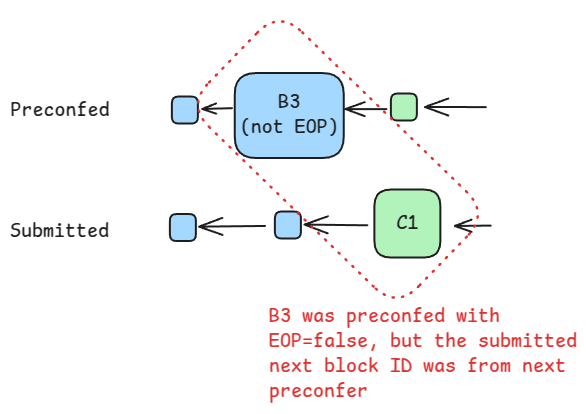 Preconfed
B3
(not EOP)
Submitted
C1
B3 was preconfed with
EOP=false, but the submitted
next block ID was from next
preconfer